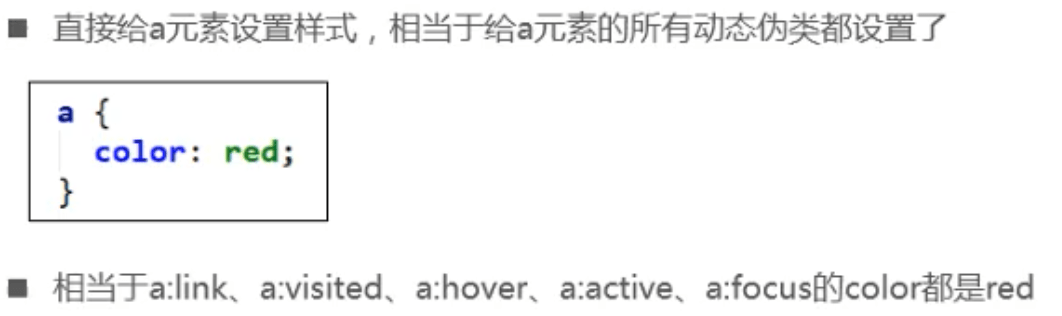 ■ 直接给a元素设置样式，相当于给a元素的所有动态伪类都设置了
a {
  color: red;
}
■ 相当于a:link、a:visited、a:hover、a:active、a:focus的color都是red